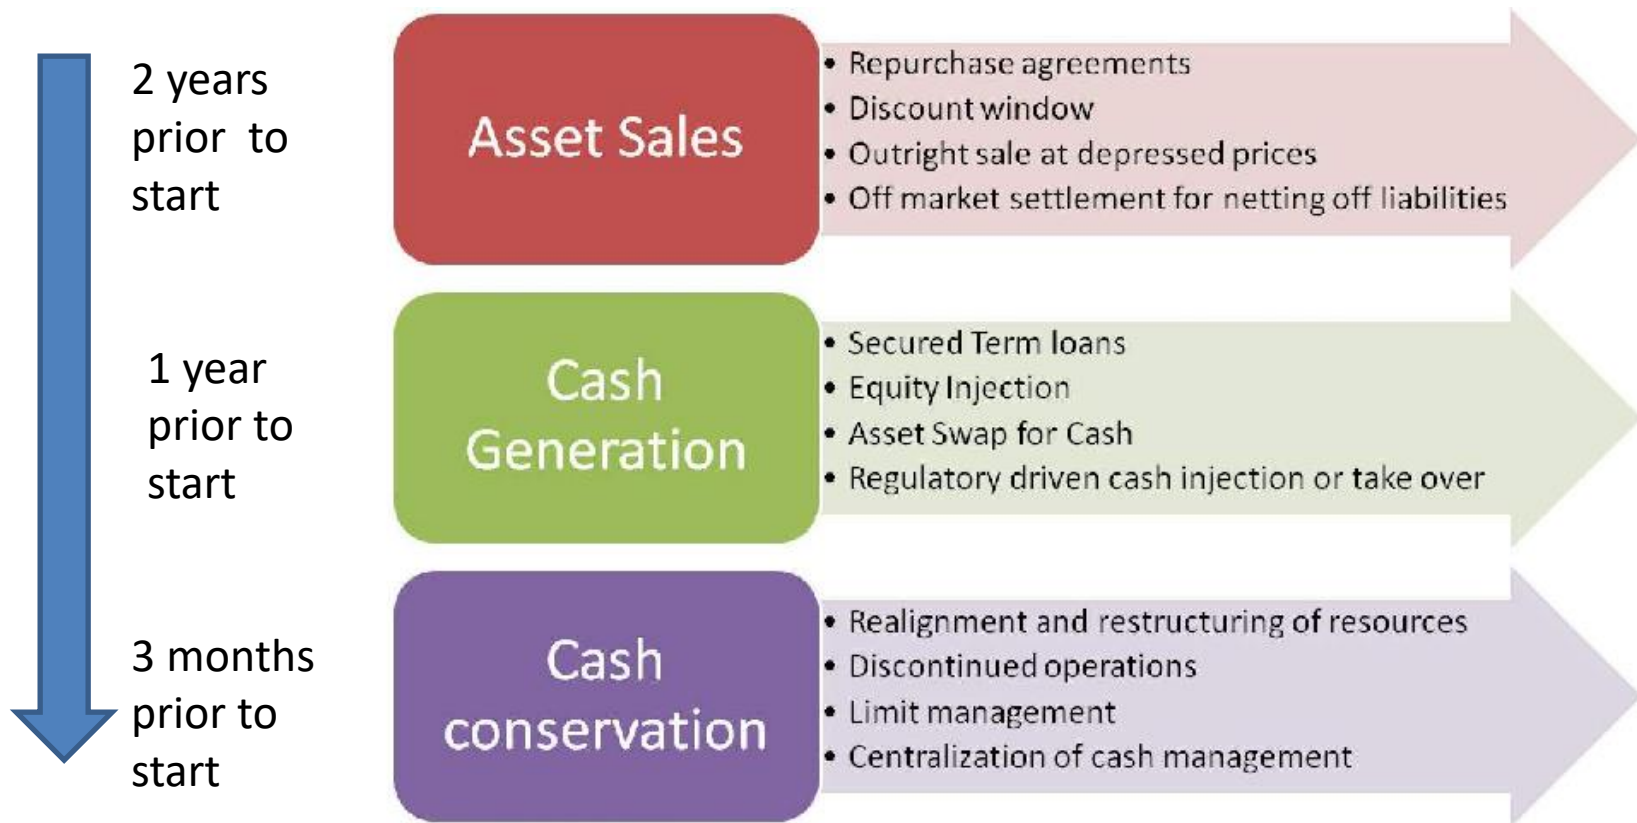 2 years
prior to
start
Asset Sales
• Repurchase agreements
• Discount window
• Outright sale at depressed prices
• Off market settlement for netting off liabilities
1 year
prior to
start
Cash
Generation
• Secured Term loans
• Equity Injection
• Asset Swap for Cash
• Regulatory driven cash injection or take over
3 months
prior to
start
Cash
conservation
• Realignment and restructuring of resources
• Discontinued operations
• Limit management
• Centralization of cash management